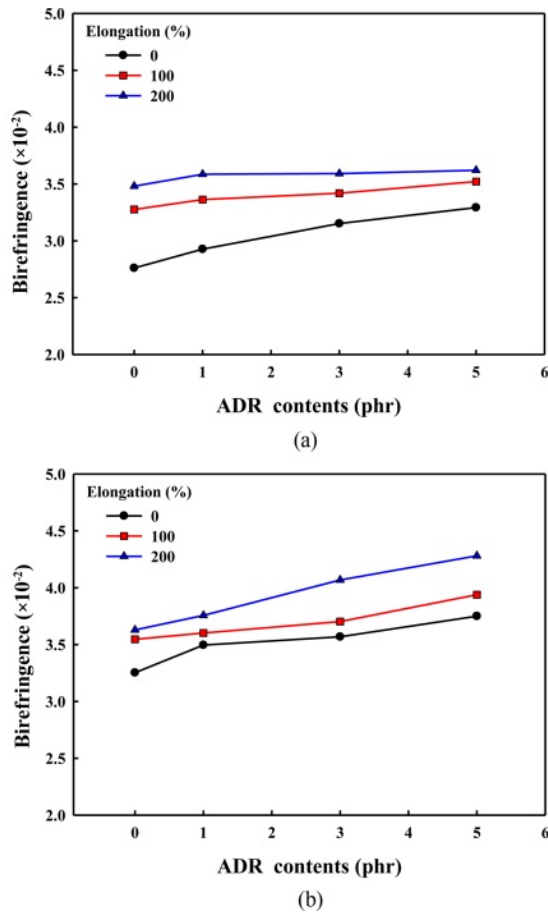 Elongation (%)
0
100
200
5.0
4.5
4.0
3.5
3.0
2.5
2.0
Birefringence (×10⁻²)
0 1 2 3 4 5 6
ADR contents (phr)
(a)
Elongation (%)
0
100
200
5.0
4.5
4.0
3.5
3.0
2.5
2.0
Birefringence (×10⁻²)
0 1 2 3 4 5 6
ADR contents (phr)
(b)